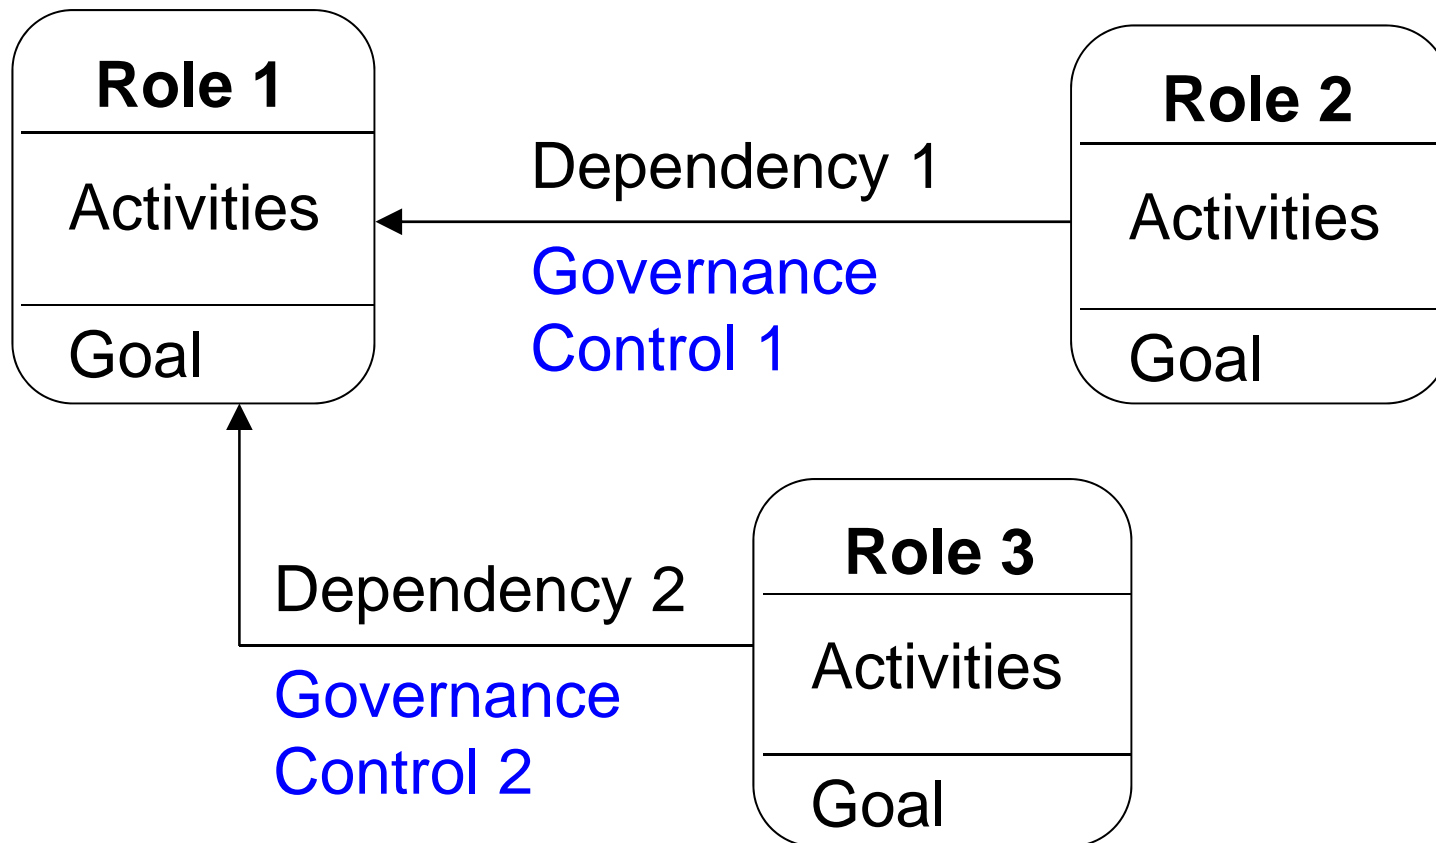 Role 1
Activities
Goal
Dependency 1
Governance
Control 1
Role 2
Activities
Goal
Dependency 2
Governance
Control 2
Role 3
Activities
Goal